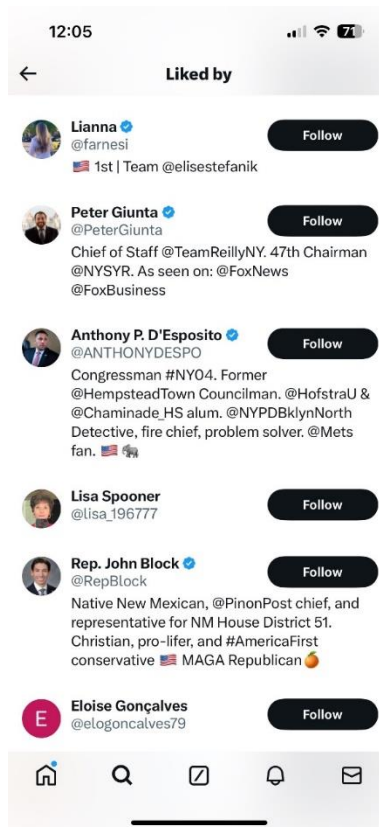 12:05
71
Liked by
Lianna
Follow
@farnesi
🇺🇸 1st | Team @elisestefanik
Peter Giunta
Follow
@PeterGiunta
Chief of Staff @TeamReillyNY. 47th Chairman
@NYSYR. As seen on: @FoxNews
@FoxBusiness
Anthony P. D'Esposito
Follow
@ANTHONYDESPO
Congressman #NY04. Former
@HempsteadTown Councilman. @HofstraU &
@Chaminade_HS alum. @NYPDBklynNorth
Detective, fire chief, problem solver. @Mets
fan. 🇺🇸 🐘
Lisa Spooner
Follow
@lisa_196777
Rep. John Block
Follow
@RepBlock
Native New Mexican, @PinonPost chief, and
representative for NM House District 51.
Christian, pro-lifer, and #AmericaFirst
conservative 🇺🇸 MAGA Republican🍊
E
Eloise Gonçalves
Follow
@elogoncalves79